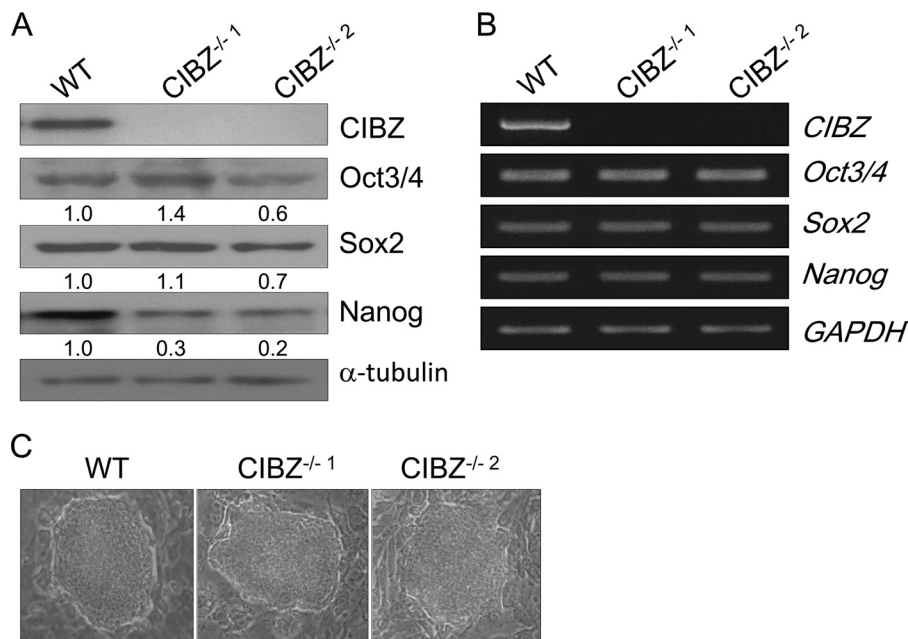 A
WT CIBZ-/- 1 CIBZ-/- 2
CIBZ
Oct3/4
1.0 1.4 0.6
Sox2
1.0 1.1 0.7
Nanog
1.0 0.3 0.2
α-tubulin
B
WT CIBZ-/- 1 CIBZ-/- 2
CIBZ
Oct3/4
Sox2
Nanog
GAPDH
C
WT CIBZ-/- 1 CIBZ-/- 2